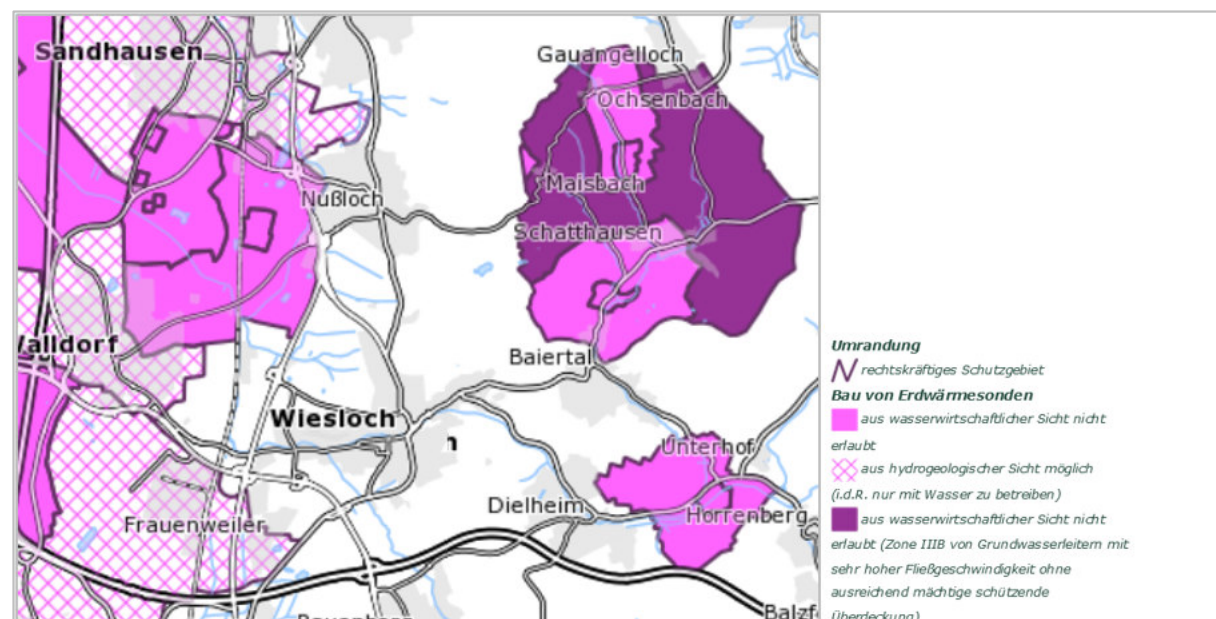 Sandhausen
Gauangelloch
Ochsenbach
Maisbach
Nußloch
Schatthausen
Walldorf
Baiertal
Wiesloch
Unterhof
Dielheim
Horrenberg
Frauenweiler
Umrandung
rechtskräftiges Schutzgebiet
Bau von Erdwärmesonden
aus wasserwirtschaftlicher Sicht nicht
erlaubt
aus hydrogeologischer Sicht möglich
(i.d.R. nur mit Wasser zu betreiben)
aus wasserwirtschaftlicher Sicht nicht
erlaubt (Zone IIIB von Grundwasserleitern mit
sehr hoher Fließgeschwindigkeit ohne
ausreichend mächtige schützende
Überdeckung)